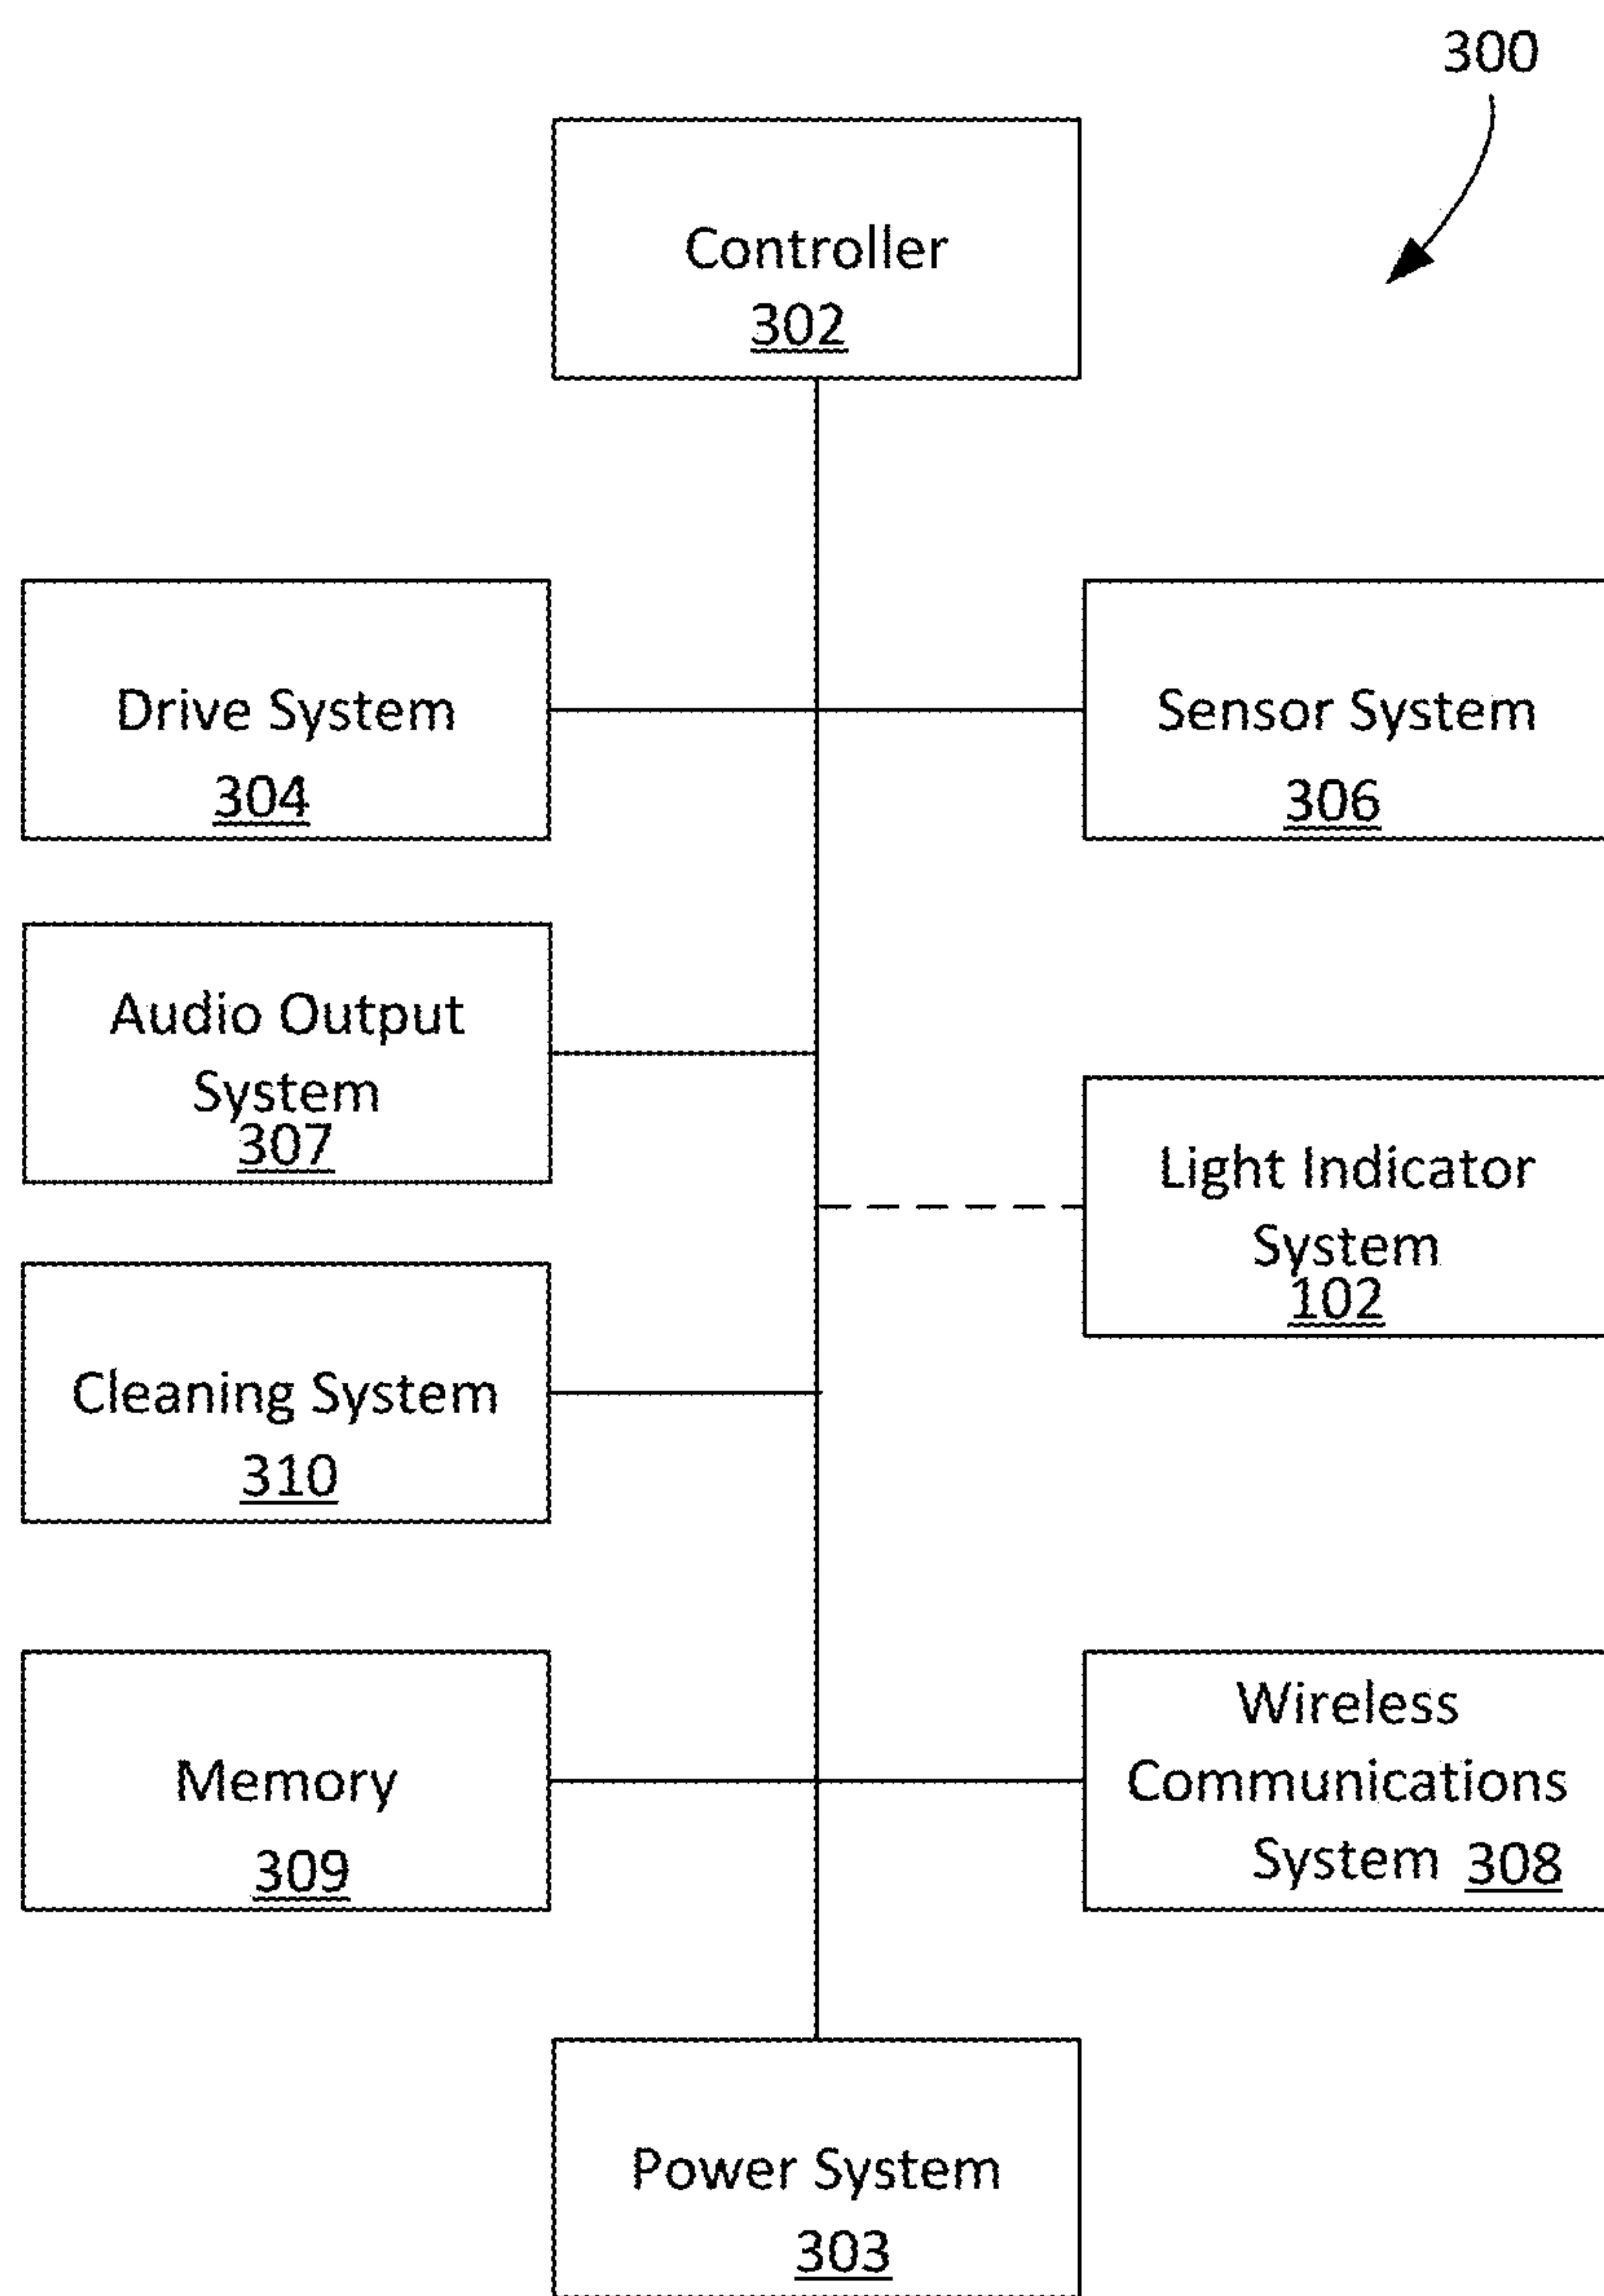 300
Controller
302
Drive System
304
Sensor System
306
Audio Output
System
307
Light Indicator
System
102
Cleaning System
310
Memory
309
Wireless
Communications
System 308
Power System
303